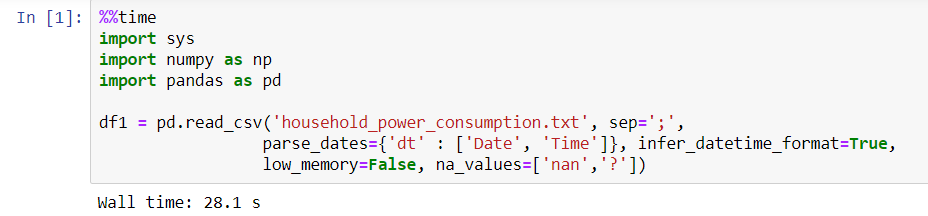 In [1]: %%time
import sys
import numpy as np
import pandas as pd
df1 = pd.read_csv('household_power_consumption.txt', sep=';',
parse_dates={'dt' : ['Date', 'Time']}, infer_datetime_format=True,
low_memory=False, na_values=['nan','?'])
Wall time: 28.1 s